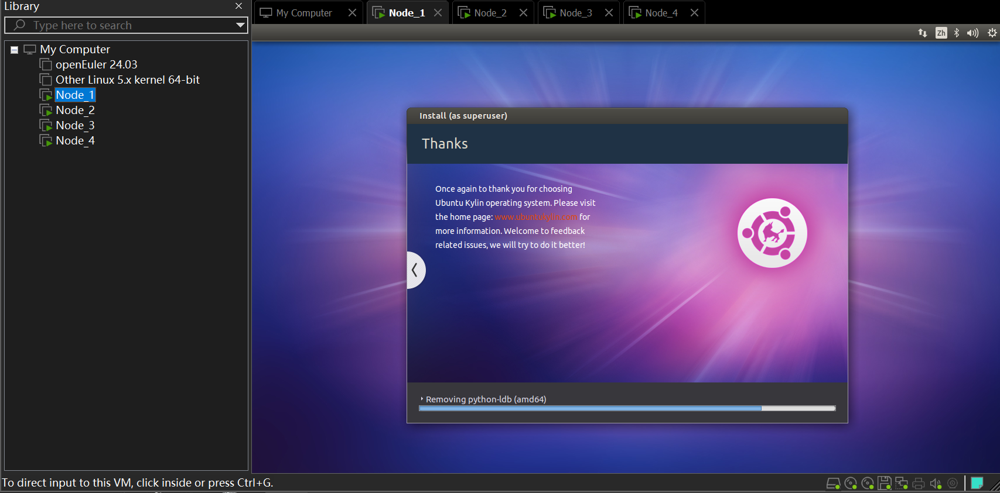 Library
Type here to search
My Computer
openEuler 24.03
Other Linux 5.x kernel 64-bit
Node_1
Node_2
Node_3
Node_4
My Computer
Node_1
Node_2
Node_3
Node_4
Zh
Install (as superuser)
Thanks
Once again to thank you for choosing
Ubuntu Kylin operating system. Please visit
the home page: www.ubuntukylin.com for
more information. Welcome to feedback
related issues, we will try to do it better!
Removing python-ldb (amd64)
To direct input to this VM, click inside or press Ctrl+G.